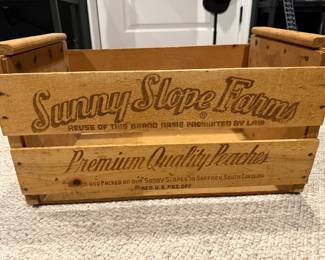 Sunny Slope Farms
®
REUSE OF THIS BRAND NAME PROHIBITED BY LAW
Premium Quality Peaches
AND PACKED ON OUR "SUNNY SLOPES" IN GAFFNEY, SOUTH CAROLINA
® REG. U.S. PAT. OFF.